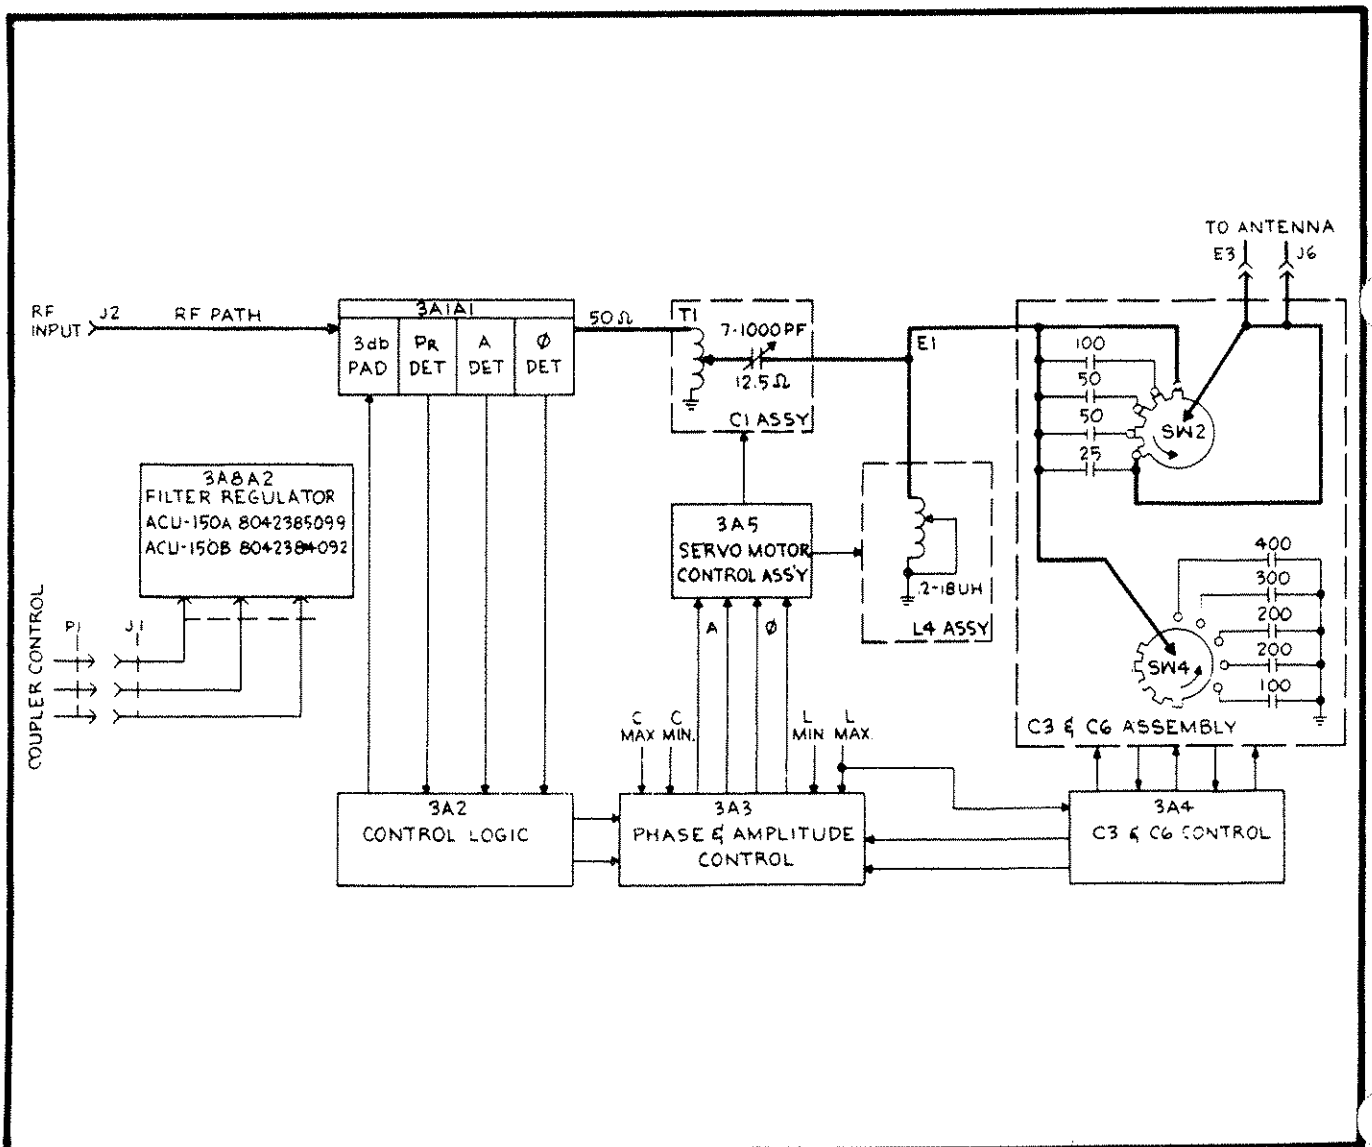 TO ANTENNA
E3 J6
RF INPUT
J2
RF PATH
3A1A1
3db PAD
PR DET
A DET
Ø DET
50Ω
T1
7-1000PF
12.5Ω
C1 ASSY
E1
100
50
50
25
SW2
3A8A2
FILTER REGULATOR
ACU-150A 8042385099
ACU-150B 8042384092
3A5
SERVO MOTOR
CONTROL ASS'Y
.2-18UH
L4 ASSY
400
300
200
200
100
SW4
C3 & C6 ASSEMBLY
COUPLER CONTROL
P1
J1
A
Ø
C MAX
C MIN.
L MIN
L MAX.
3A2
CONTROL LOGIC
3A3
PHASE & AMPLITUDE
CONTROL
3A4
C3 & C6 CONTROL